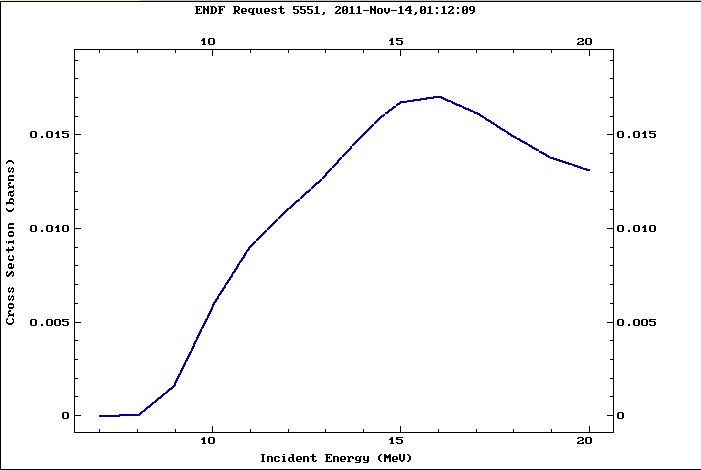 ENDF Request 5551, 2011-Nov-14,01:12:09
10 15 20
0.015 0.015
0.010 0.010
0.005 0.005
0 0
10 15 20
Incident Energy (MeV)
Cross Section (barns)